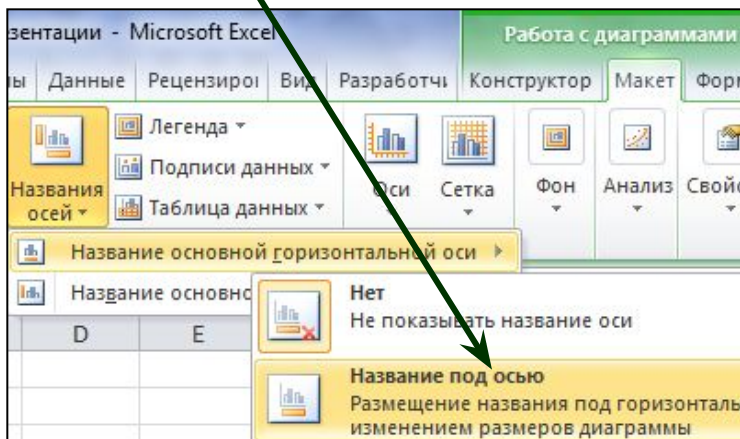 зентации - Microsoft Excel Работа с диаграммами
Данные Рецензиро Вид Разработч Конструктор Макет Форм
Легенда
Подписи данных
Таблица данных
Названия осей
Оси Сетка Фон Анализ Свойс
Название основной горизонтальной оси
Название основно
D E
Нет
Не показывать название оси
Название под осью
Размещение названия под горизонталь
изменением размеров диаграммы